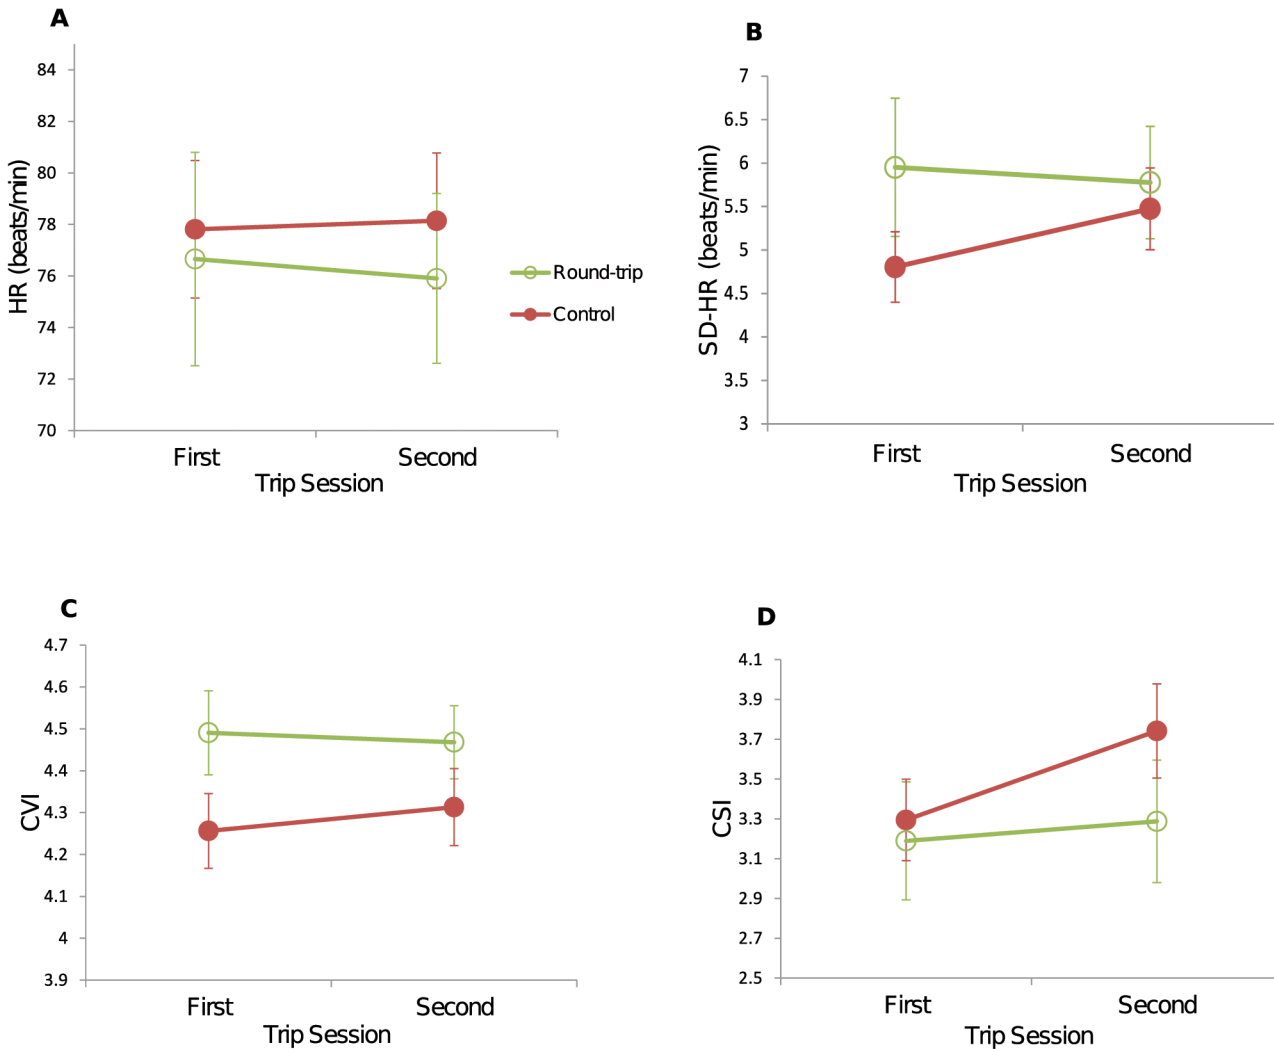 A
HR (beats/min)
84
82
80
78
76
74
72
70
First
Second
Trip Session
Round-trip
Control
B
SD-HR (beats/min)
7
6.5
6
5.5
5
4.5
4
3.5
3
First
Second
Trip Session
C
CVI
4.7
4.6
4.5
4.4
4.3
4.2
4.1
4
3.9
First
Second
Trip Session
D
CSI
4.1
3.9
3.7
3.5
3.3
3.1
2.9
2.7
2.5
First
Second
Trip Session